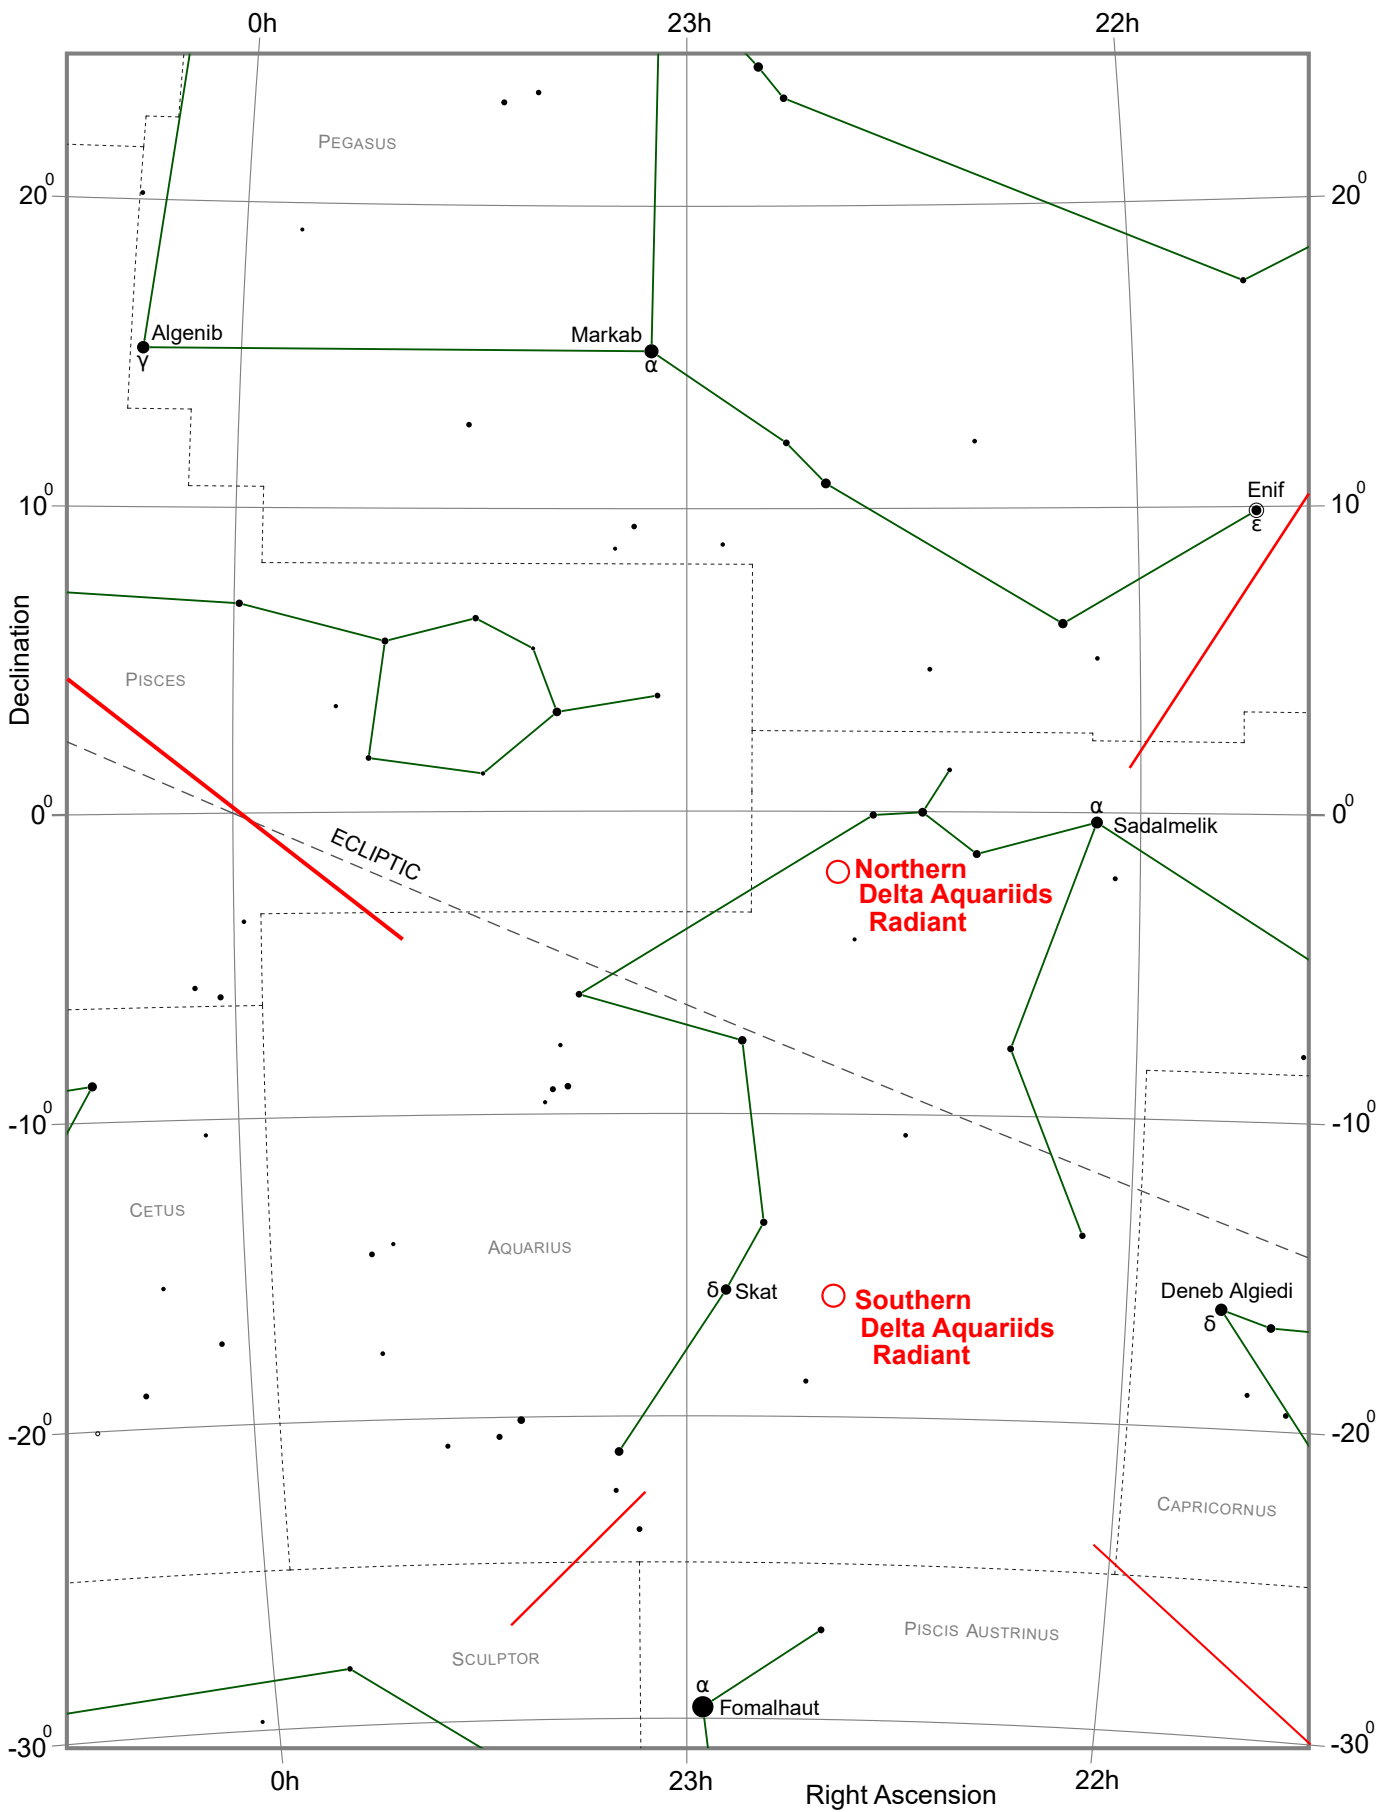 0h 23h 22h
PEGASUS
20⁰ 20⁰
Algenib Markab
γ α
Enif
10⁰ 10⁰
ε
Declination
PISCES
0⁰ α 0⁰
Sadalmelik
ECLIPTIC
Northern
Delta Aquariids
Radiant
-10⁰ -10⁰
CETUS
AQUARIUS
δ Skat Deneb Algiedi
Southern δ
Delta Aquariids
Radiant
-20⁰ -20⁰
CAPRICORNUS
PISCIS AUSTRINUS
SCULPTOR
α
Fomalhaut
-30⁰ -30⁰
0h 23h 22h
Right Ascension